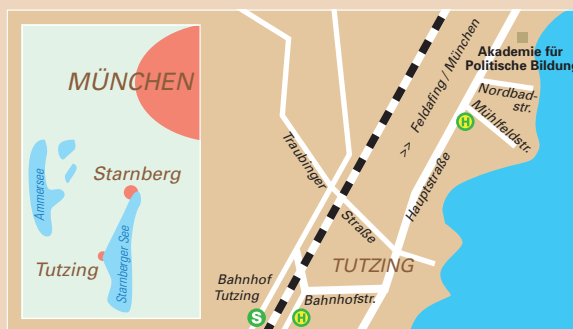 MÜNCHEN
Starnberg
Ammersee
Starnberger See
Tutzing
Akademie für
Politische Bildung
Nordbad-
str.
Mühlfeldstr.
H
>> Feldafing / München
Hauptstraße
Traubinger
Straße
TUTZING
Bahnhof
Tutzing
S
H
Bahnhofstr.